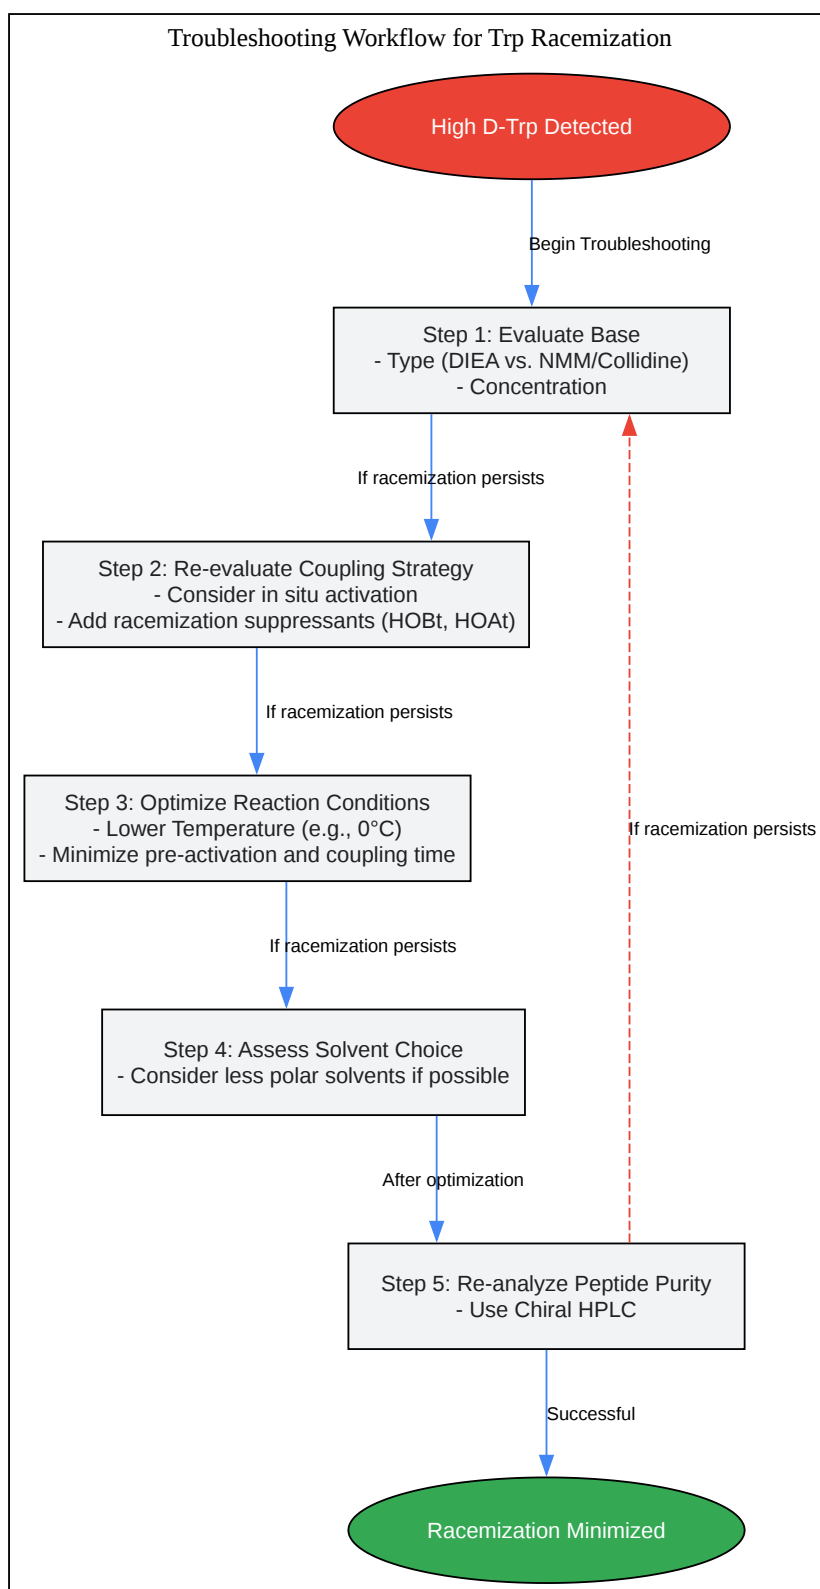 Troubleshooting Workflow for Trp Racemization
High D-Trp Detected
Begin Troubleshooting
Step 1: Evaluate Base
- Type (DIEA vs. NMM/Collidine)
- Concentration
If racemization persists
Step 2: Re-evaluate Coupling Strategy
- Consider in situ activation
- Add racemization suppressants (HOBt, HOAt)
If racemization persists
Step 3: Optimize Reaction Conditions
- Lower Temperature (e.g., 0°C)
- Minimize pre-activation and coupling time
If racemization persists
If racemization persists
Step 4: Assess Solvent Choice
- Consider less polar solvents if possible
After optimization
Step 5: Re-analyze Peptide Purity
- Use Chiral HPLC
Successful
Racemization Minimized